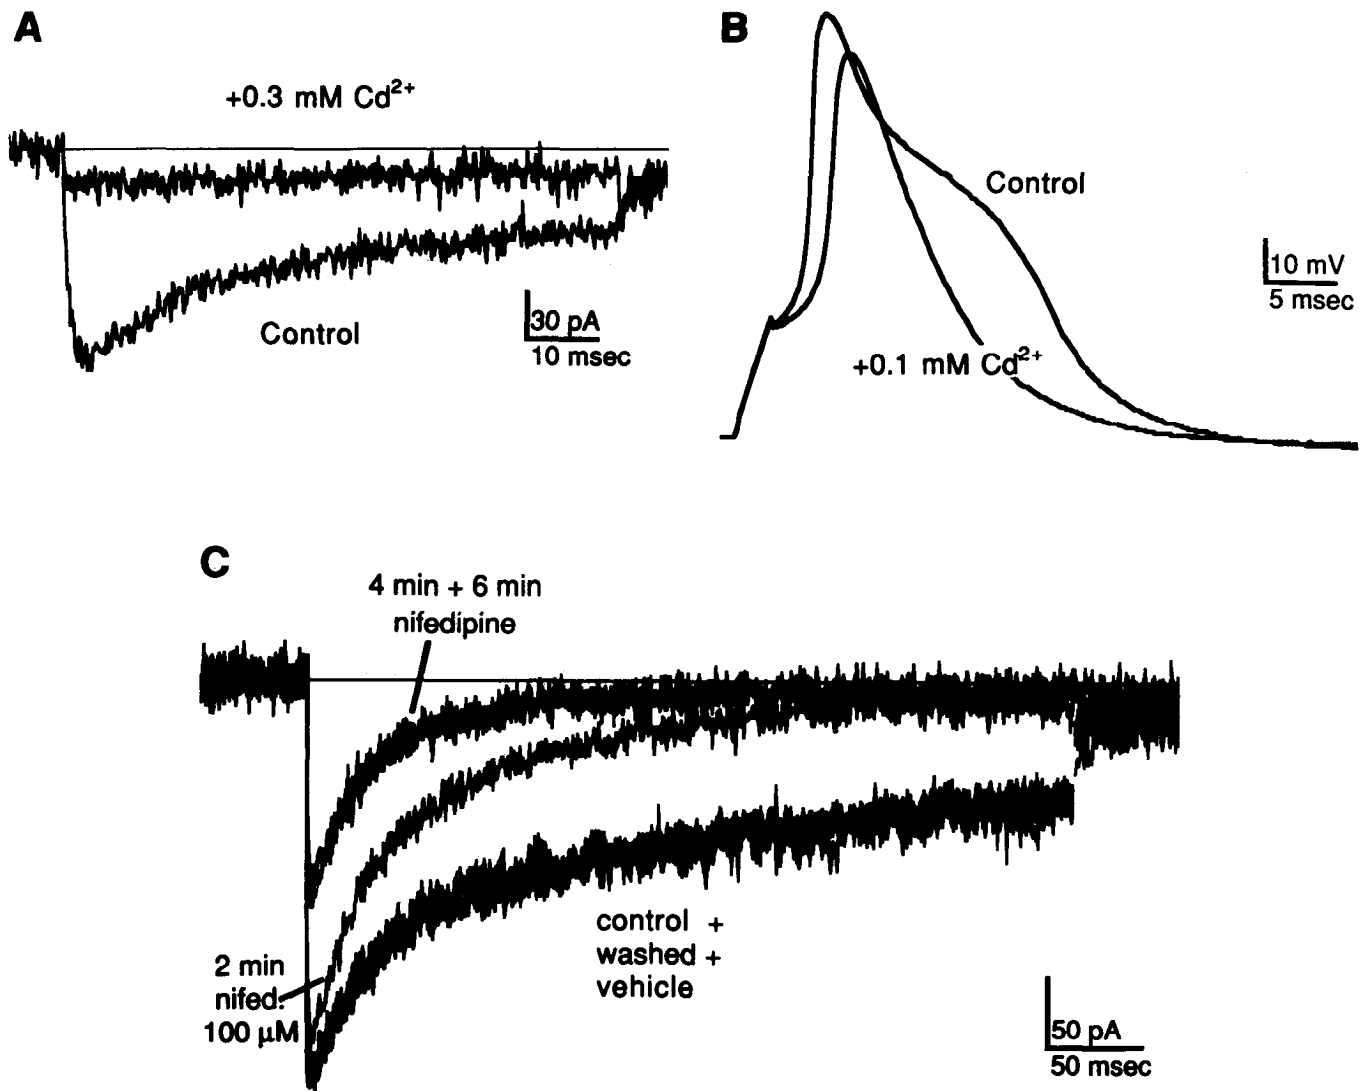 A
+0.3 mM Cd²⁺
Control
30 pA
10 msec
B
Control
+0.1 mM Cd²⁺
10 mV
5 msec
C
4 min + 6 min
nifedipine
2 min
nifed.
100 µM
control +
washed +
vehicle
50 pA
50 msec